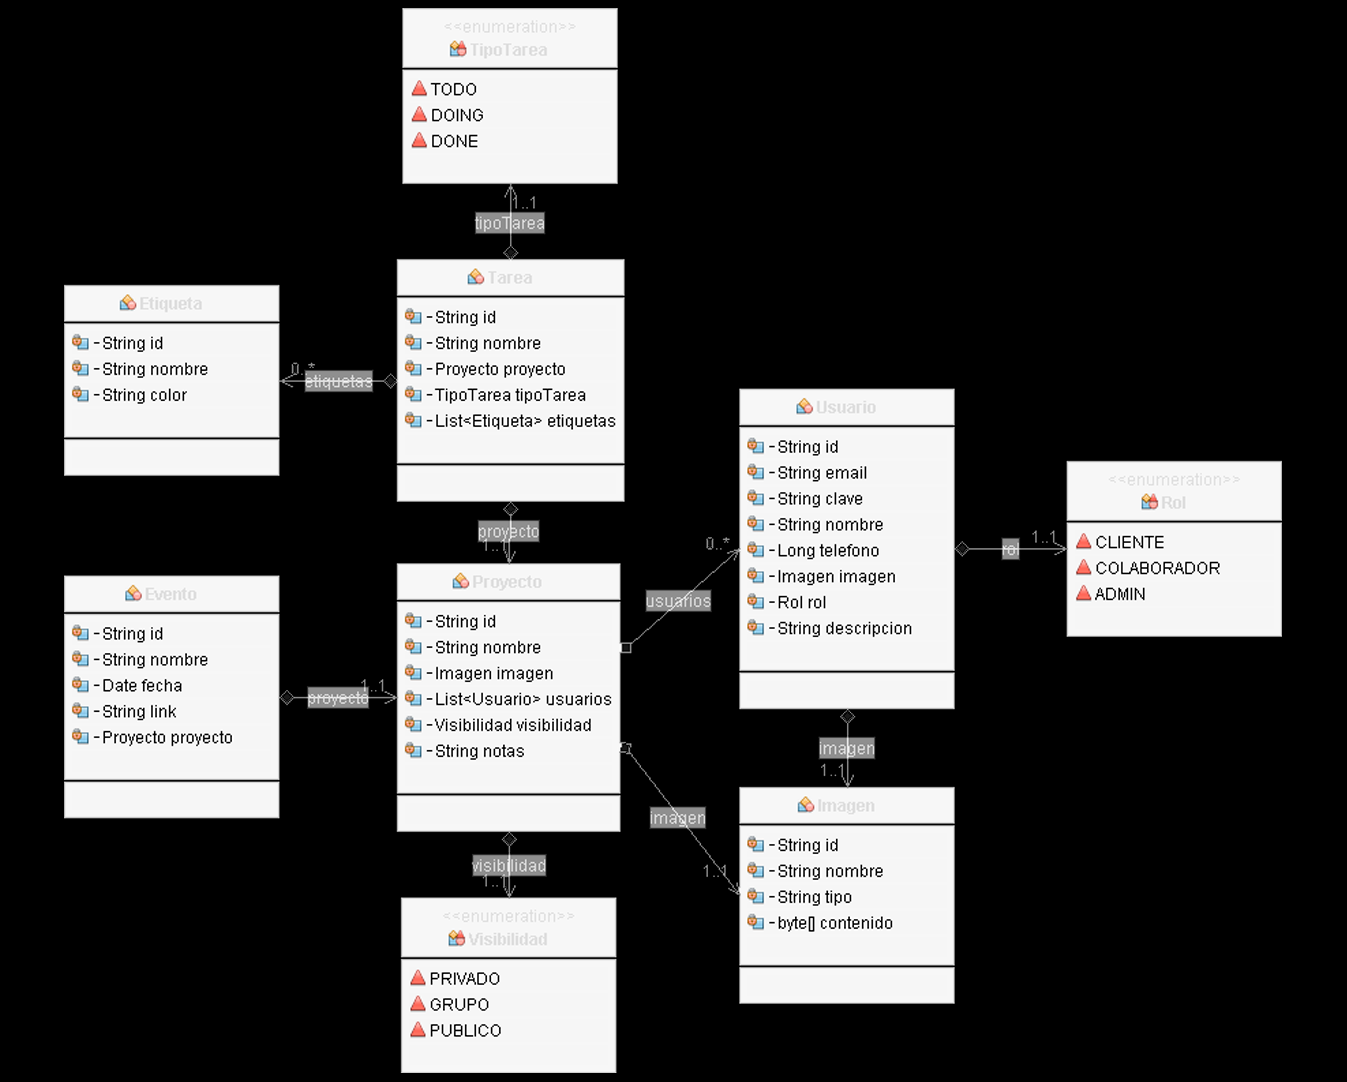 <<enumeration>>
TipoTarea
TODO
DOING
DONE
1..1
tipoTarea
Tarea
- String id
- String nombre
- Proyecto proyecto
- TipoTarea tipoTarea
- List<Etiqueta> etiquetas
Etiqueta
- String id
- String nombre
- String color
0..*
etiquetas
proyecto
1..1
Usuario
- String id
- String email
- String clave
- String nombre
- Long telefono
- Imagen imagen
- Rol rol
- String descripcion
<<enumeration>>
Rol
CLIENTE
COLABORADOR
ADMIN
1..1
rol
0..*
usuarios
Evento
- String id
- String nombre
- Date fecha
- String link
- Proyecto proyecto
1..1
proyecto
Proyecto
- String id
- String nombre
- Imagen imagen
- List<Usuario> usuarios
- Visibilidad visibilidad
- String notas
imagen
1..1
imagen
1..1
Imagen
- String id
- String nombre
- String tipo
- byte[] contenido
visibilidad
1..1
<<enumeration>>
Visibilidad
PRIVADO
GRUPO
PUBLICO